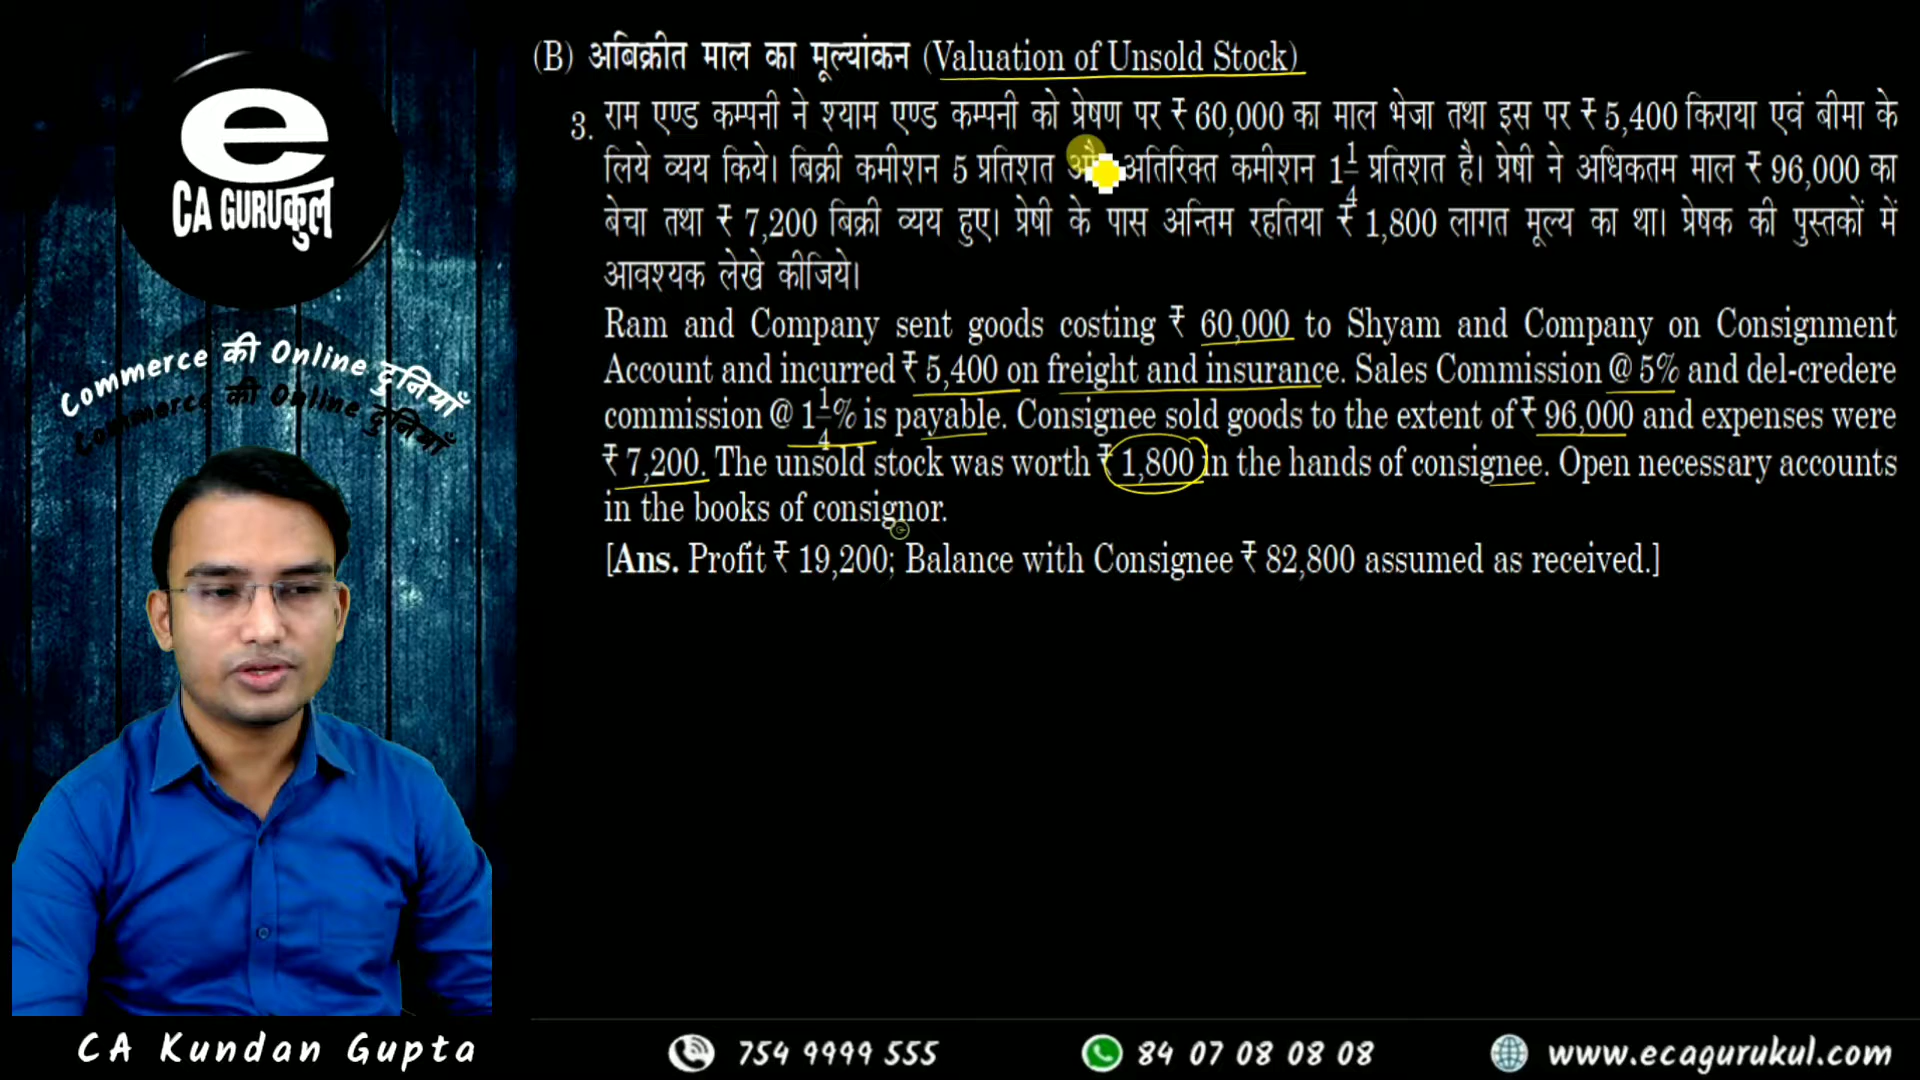 e
CA GURUकुल
Commerce की Online दुनियाँ
Commerce की Online दुनियाँ
(B) अबिक्रीत माल का मूल्यांकन (Valuation of Unsold Stock)
3. राम एण्ड कम्पनी ने श्याम एण्ड कम्पनी को प्रेषण पर ₹ 60,000 का माल भेजा तथा इस पर ₹ 5,400 किराया एवं बीमा के
लिये व्यय किये। बिक्री कमीशन 5 प्रतिशत अतिरिक्त कमीशन 1 1/4 प्रतिशत है। प्रेषी ने अधिकतम माल ₹ 96,000 का
बेचा तथा ₹ 7,200 बिक्री व्यय हुए। प्रेषी के पास अन्तिम रहतिया ₹ 1,800 लागत मूल्य का था। प्रेषक की पुस्तकों में
आवश्यक लेखे कीजिये।
Ram and Company sent goods costing ₹ 60,000 to Shyam and Company on Consignment
Account and incurred ₹ 5,400 on freight and insurance. Sales Commission @ 5% and del-credere
commission @ 1 1/4% is payable. Consignee sold goods to the extent of ₹ 96,000 and expenses were
₹ 7,200. The unsold stock was worth ₹ 1,800 in the hands of consignee. Open necessary accounts
in the books of consignor.
[Ans. Profit ₹ 19,200; Balance with Consignee ₹ 82,800 assumed as received.]
CA Kundan Gupta
754 9999 555
84 07 08 08 08
www.ecagurukul.com